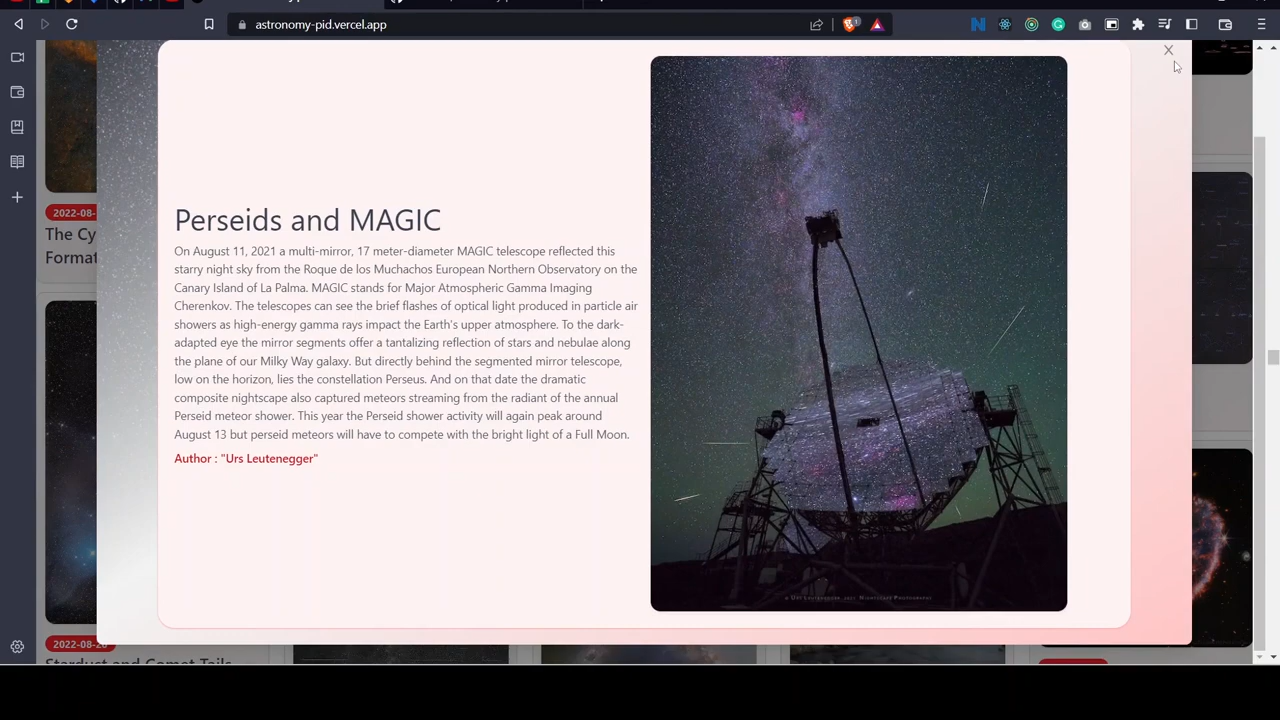 astronomy-pid.vercel.app
1
Perseids and MAGIC
On August 11, 2021 a multi-mirror, 17 meter-diameter MAGIC telescope reflected this
starry night sky from the Roque de los Muchachos European Northern Observatory on the
Canary Island of La Palma. MAGIC stands for Major Atmospheric Gamma Imaging
Cherenkov. The telescopes can see the brief flashes of optical light produced in particle air
showers as high-energy gamma rays impact the Earth's upper atmosphere. To the dark-
adapted eye the mirror segments offer a tantalizing reflection of stars and nebulae along
the plane of our Milky Way galaxy. But directly behind the segmented mirror telescope,
low on the horizon, lies the constellation Perseus. And on that date the dramatic
composite nightscape also captured meteors streaming from the radiant of the annual
Perseid meteor shower. This year the Perseid shower activity will again peak around
August 13 but perseid meteors will have to compete with the bright light of a Full Moon.
Author : "Urs Leutenegger"
2022-08-
The Cy
Format
2022-08-2
Stardust and Comet Tails